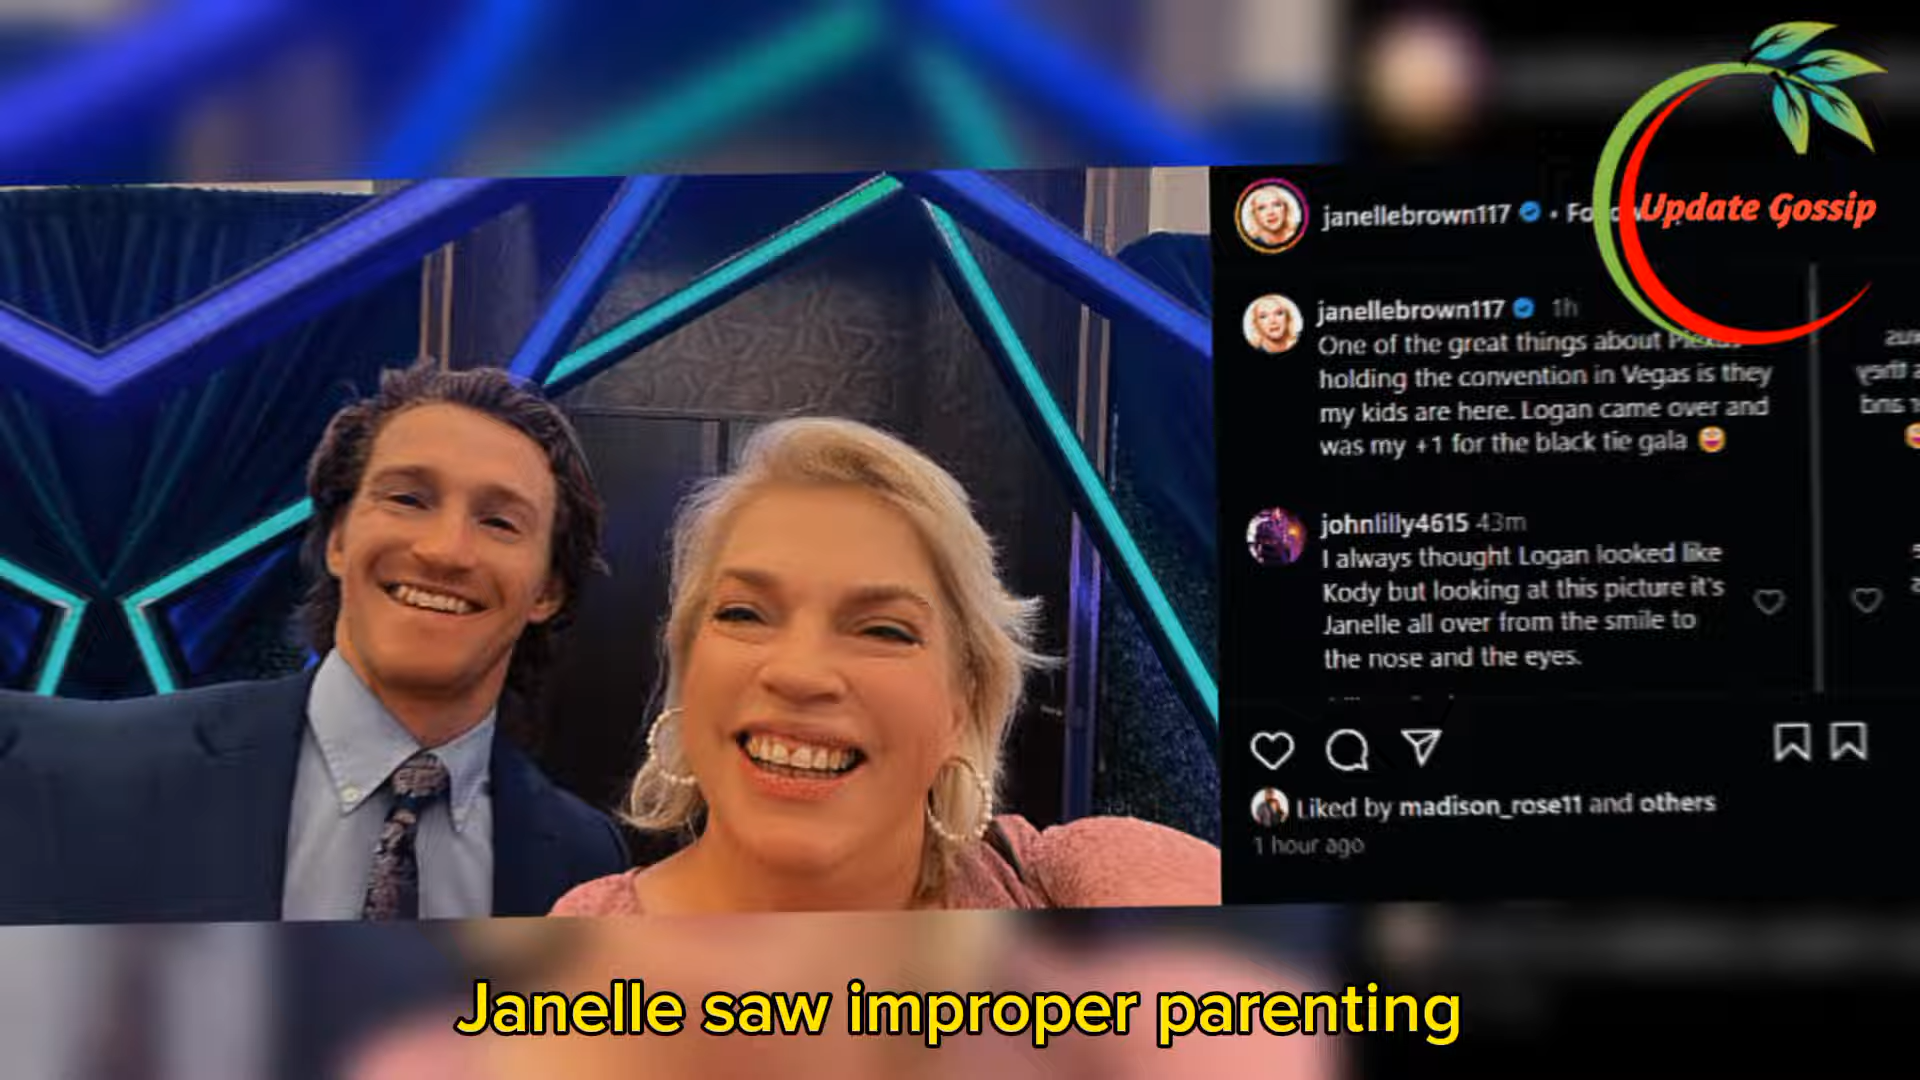 Update Gossip
janellebrown117 •
janellebrown117 1h
One of the great things about
holding the convention in Vegas is they
my kids are here. Logan came over and
was my +1 for the black tie gala
johnlilly4615 43m
I always thought Logan looked like
Kody but looking at this picture it's
Janelle all over from the smile to
the nose and the eyes.
Liked by madison_rose11 and others
1 hour ago
Janelle saw improper parenting